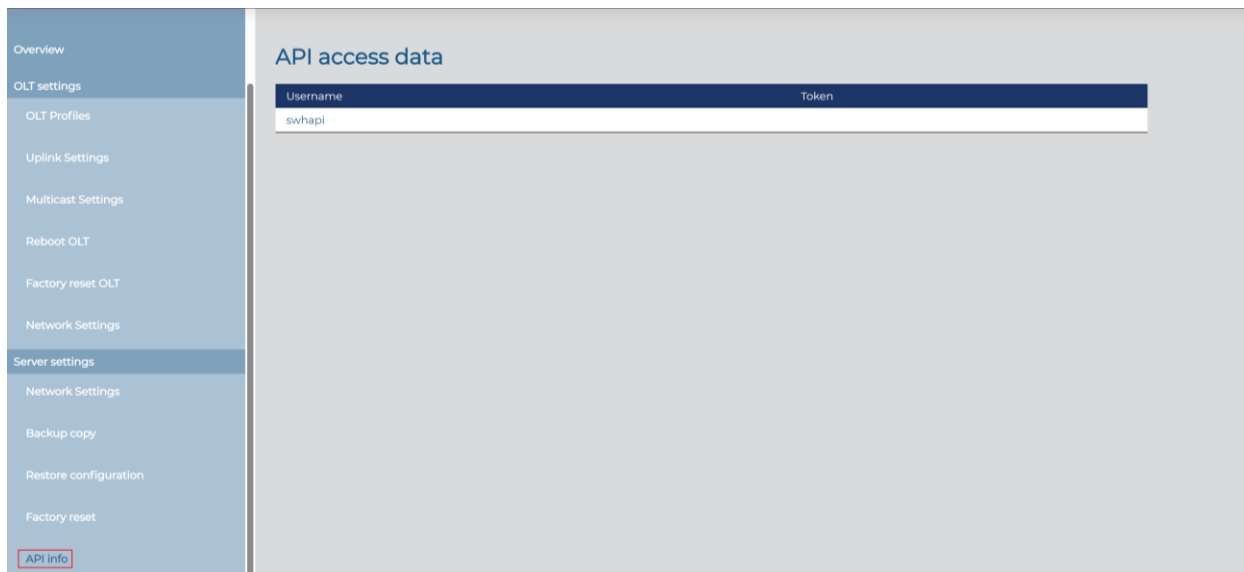 Overview
OLT settings
OLT Profiles
Uplink Settings
Multicast Settings
Reboot OLT
Factory reset OLT
Network Settings
Server settings
Network Settings
Backup copy
Restore configuration
Factory reset
API info
API access data
Username Token
swhapi